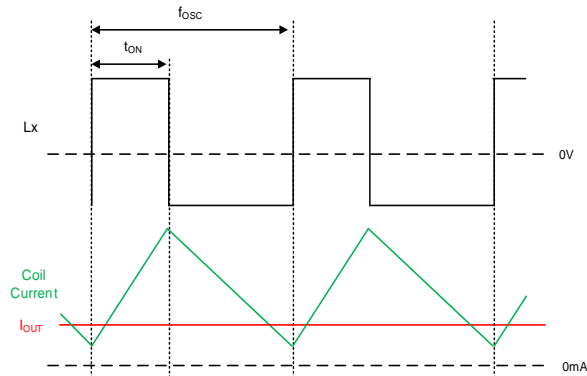 fOSC
tON
Lx
0V
Coil
Current
IOUT
0mA